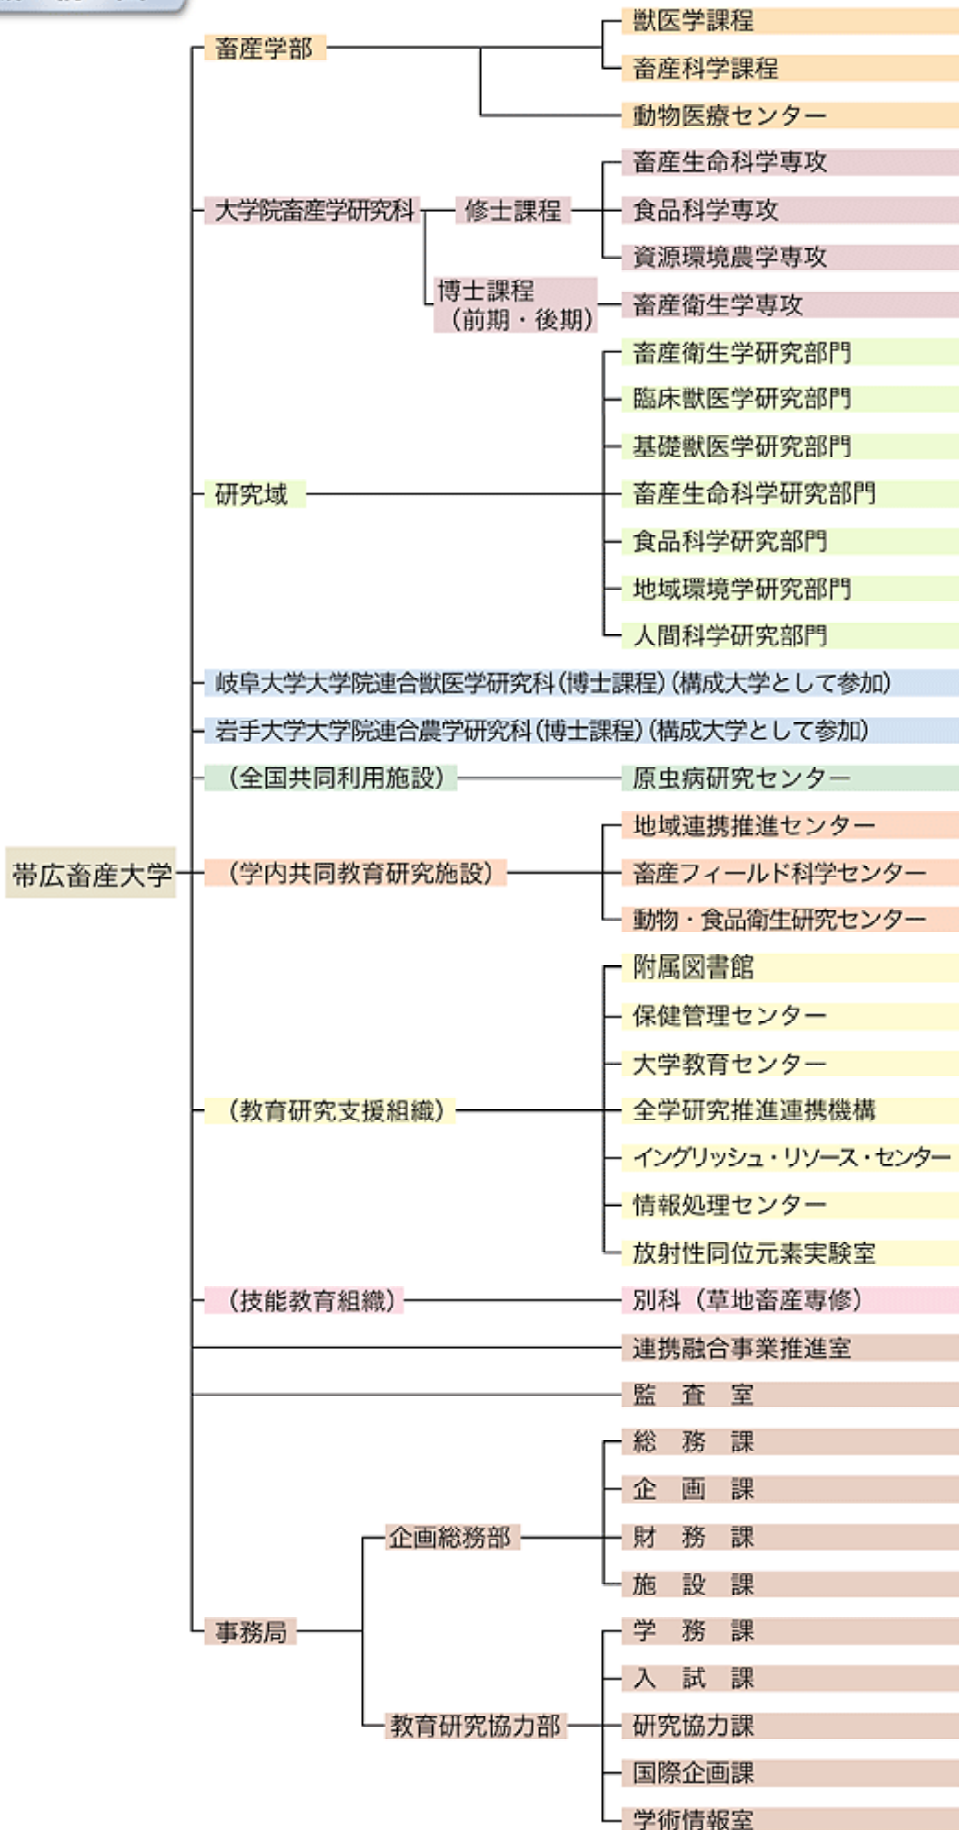 畜産学部
獣医学課程
畜産科学課程
動物医療センター
大学院畜産学研究科
修士課程
畜産生命科学専攻
食品科学専攻
資源環境農学専攻
博士課程
（前期・後期）
畜産衛生学専攻
研究域
畜産衛生学研究部門
臨床獣医学研究部門
基礎獣医学研究部門
畜産生命科学研究部門
食品科学研究部門
地域環境学研究部門
人間科学研究部門
岐阜大学大学院連合獣医学研究科(博士課程)(構成大学として参加)
岩手大学大学院連合農学研究科(博士課程)(構成大学として参加)
（全国共同利用施設）
原虫病研究センター
帯広畜産大学
（学内共同教育研究施設）
地域連携推進センター
畜産フィールド科学センター
動物・食品衛生研究センター
（教育研究支援組織）
附属図書館
保健管理センター
大学教育センター
全学研究推進連携機構
イングリッシュ・リソース・センター
情報処理センター
放射性同位元素実験室
（技能教育組織）
別科（草地畜産専修）
連携融合事業推進室
監　査　室
事務局
企画総務部
総　務　課
企　画　課
財　務　課
施　設　課
教育研究協力部
学　務　課
入　試　課
研究協力課
国際企画課
学術情報室